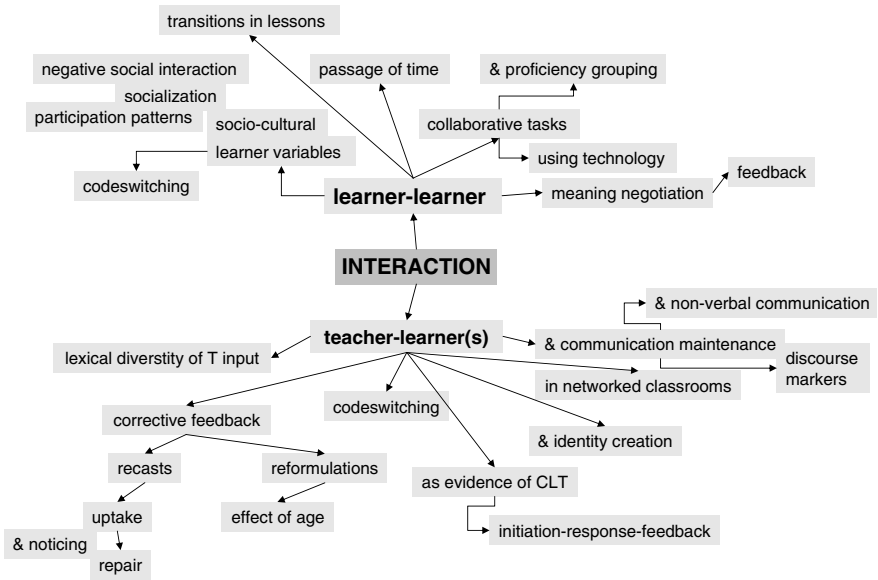 transitions in lessons
negative social interaction
passage of time
& proficiency grouping
socialization
participation patterns
socio-cultural
collaborative tasks
learner variables
using technology
codeswitching
feedback
learner-learner
meaning negotiation
INTERACTION
& non-verbal communication
teacher-learner(s)
& communication maintenance
lexical diverstity of T input
discourse
markers
in networked classrooms
codeswitching
corrective feedback
& identity creation
recasts
reformulations
as evidence of CLT
uptake
effect of age
initiation-response-feedback
& noticing
repair